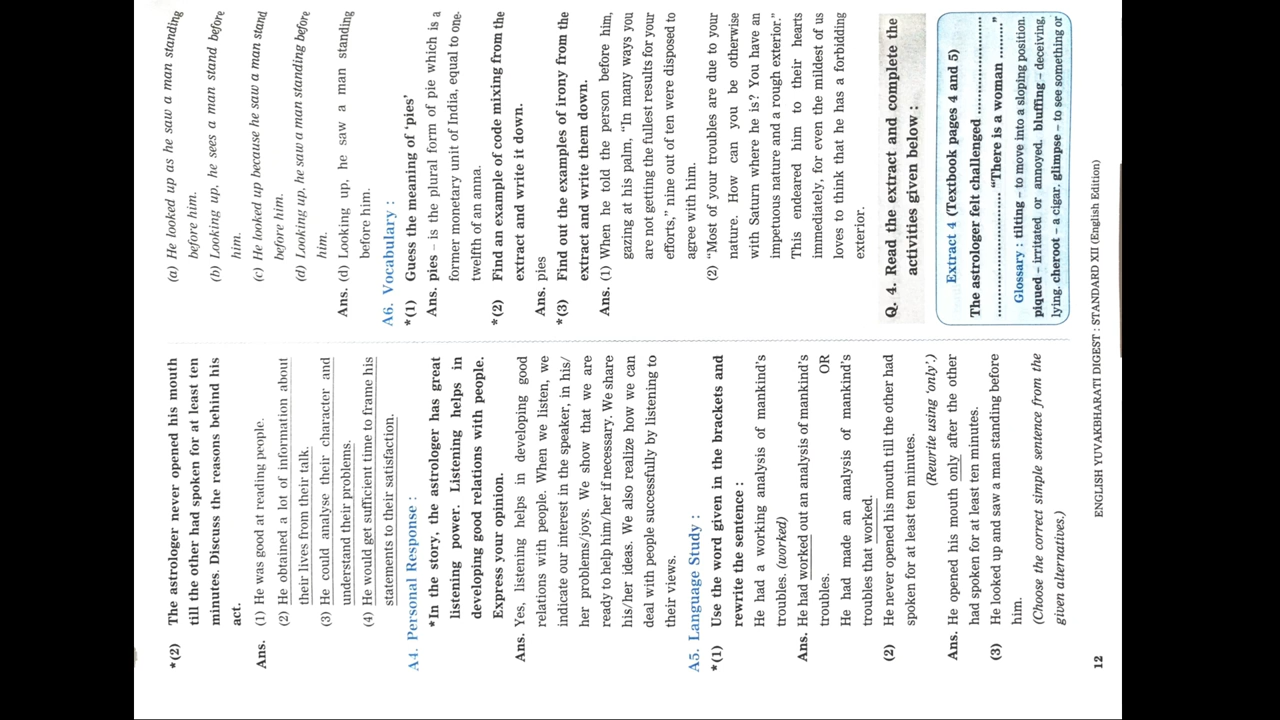 *(2) The astrologer never opened his mouth
till the other had spoken for at least ten
minutes. Discuss the reasons behind his
act.
Ans. (1) He was good at reading people.
(2) He obtained a lot of information about
their lives from their talk.
(3) He could analyse their character and
understand their problems.
(4) He would get sufficient time to frame his
statements to their satisfaction.
A4. Personal Response :
*In the story, the astrologer has great
listening power. Listening helps in
developing good relations with people.
Express your opinion.
Ans. Yes, listening helps in developing good
relations with people. When we listen, we
indicate our interest in the speaker, in his/
her problems/joys. We show that we are
ready to help him/her if necessary. We share
his/her ideas. We also realize how we can
deal with people successfully by listening to
their views.
A5. Language Study :
*(1) Use the word given in the brackets and
rewrite the sentence :
He had a working analysis of mankind's
troubles. (worked)
Ans. He had worked out an analysis of mankind's
troubles. OR
He had made an analysis of mankind's
troubles that worked.
(2) He never opened his mouth till the other had
spoken for at least ten minutes.
(Rewrite using 'only'.)
Ans. He opened his mouth only after the other
had spoken for at least ten minutes.
(3) He looked up and saw a man standing before
him.
(Choose the correct simple sentence from the
given alternatives.)
(a) He looked up as he saw a man standing
before him.
(b) Looking up, he sees a man stand before
him.
(c) He looked up because he saw a man stand
before him.
(d) Looking up, he saw a man standing before
him.
Ans. (d) Looking up, he saw a man standing
before him.
A6. Vocabulary :
*(1) Guess the meaning of 'pies'
Ans. pies – is the plural form of pie which is a
former monetary unit of India, equal to one-
twelfth of an anna.
*(2) Find an example of code mixing from the
extract and write it down.
Ans. pies
*(3) Find out the examples of irony from the
extract and write them down.
Ans. (1) When he told the person before him,
gazing at his palm, “In many ways you
are not getting the fullest results for your
efforts,” nine out of ten were disposed to
agree with him.
(2) “Most of your troubles are due to your
nature. How can you be otherwise
with Saturn where he is? You have an
impetuous nature and a rough exterior.”
This endeared him to their hearts
immediately, for even the mildest of us
loves to think that he has a forbidding
exterior.
Q. 4. Read the extract and complete the
activities given below :
Extract 4 (Textbook pages 4 and 5)
The astrologer felt challenged ........................
........................... “There is a woman .........”
Glossary : tilting – to move into a sloping position.
piqued – irritated or annoyed. bluffing – deceiving,
lying. cheroot – a cigar. glimpse – to see something or
12 ENGLISH YUVAKBHARATI DIGEST : STANDARD XII (English Edition)